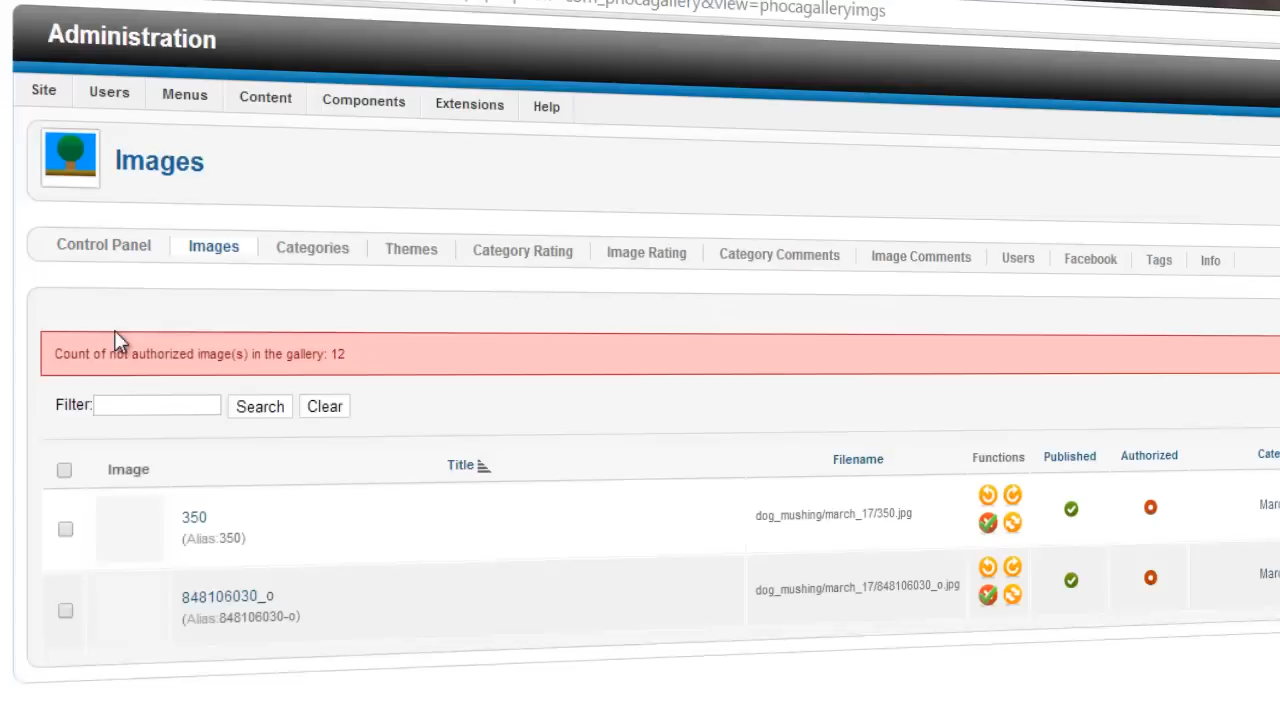 com_phocagallery&view=phocagalleryimgs
Administration
Site Users Menus Content Components Extensions Help
Images
Control Panel Images Categories Themes Category Rating Image Rating Category Comments Image Comments Users Facebook Tags Info
Count of not authorized image(s) in the gallery: 12
Filter: Search Clear
Image Title Filename Functions Published Authorized
350 dog_mushing/march_17/350.jpg
(Alias:350)
848106030_o dog_mushing/march_17/848106030_o.jpg
(Alias:848106030-o)